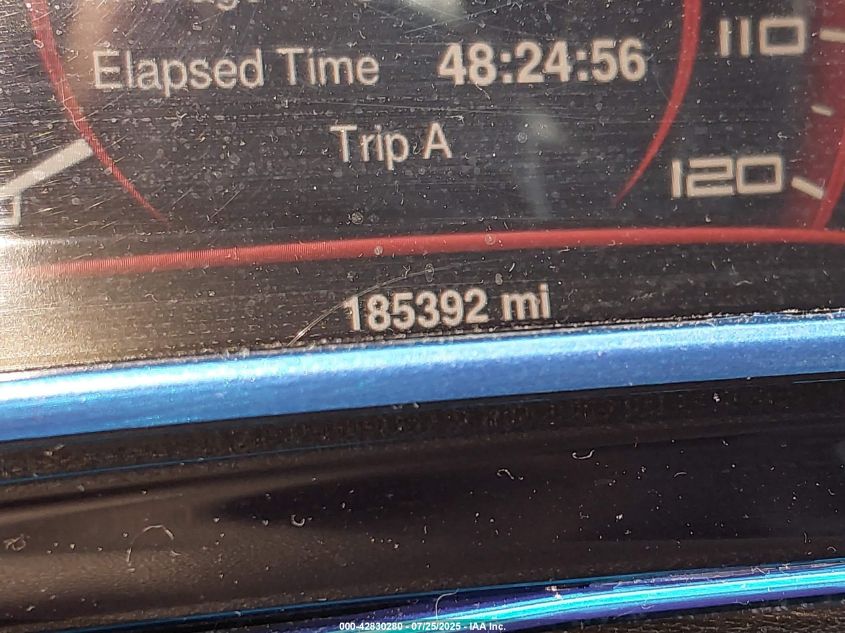 Elapsed Time 48:24:56
110
Trip A
120
185392 mi
000-42830280 - 07/25/2025 - IAA Inc.